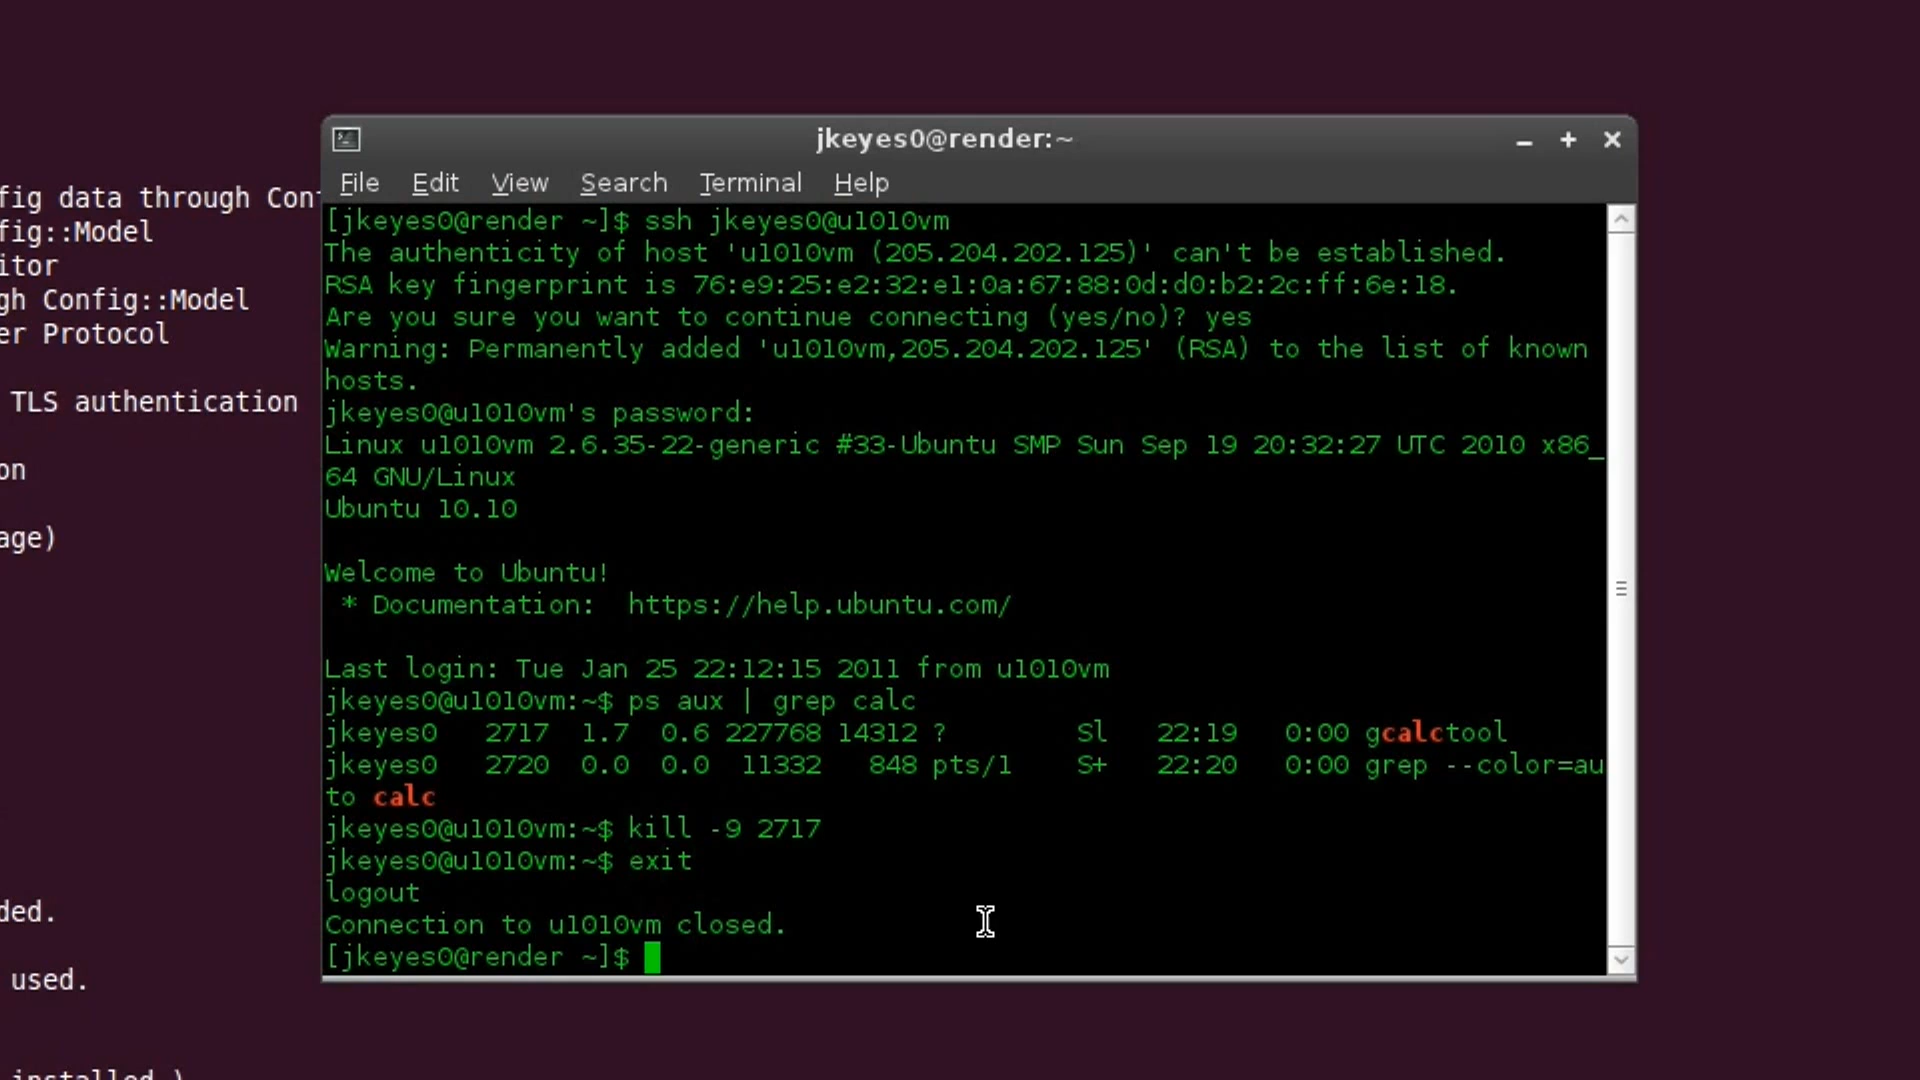 jkeyes0@render:~
File Edit View Search Terminal Help
fig data through Conf
fig::Model
itor
gh Config::Model
er Protocol
TLS authentication
on
age)
ded.
used.
installed.)
[jkeyes0@render ~]$ ssh jkeyes0@u1010vm
The authenticity of host 'u1010vm (205.204.202.125)' can't be established.
RSA key fingerprint is 76:e9:25:e2:32:e1:0a:67:88:0d:d0:b2:2c:ff:6e:18.
Are you sure you want to continue connecting (yes/no)? yes
Warning: Permanently added 'u1010vm,205.204.202.125' (RSA) to the list of known
hosts.
jkeyes0@u1010vm's password:
Linux u1010vm 2.6.35-22-generic #33-Ubuntu SMP Sun Sep 19 20:32:27 UTC 2010 x86_
64 GNU/Linux
Ubuntu 10.10
Welcome to Ubuntu!
* Documentation:  https://help.ubuntu.com/
Last login: Tue Jan 25 22:12:15 2011 from u1010vm
jkeyes0@u1010vm:~$ ps aux | grep calc
jkeyes0   2717  1.7  0.6 227768 14312 ?        Sl   22:19   0:00 gcalctool
jkeyes0   2720  0.0  0.0  11332   848 pts/1    S+   22:20   0:00 grep --color=au
to calc
jkeyes0@u1010vm:~$ kill -9 2717
jkeyes0@u1010vm:~$ exit
logout
Connection to u1010vm closed.
[jkeyes0@render ~]$